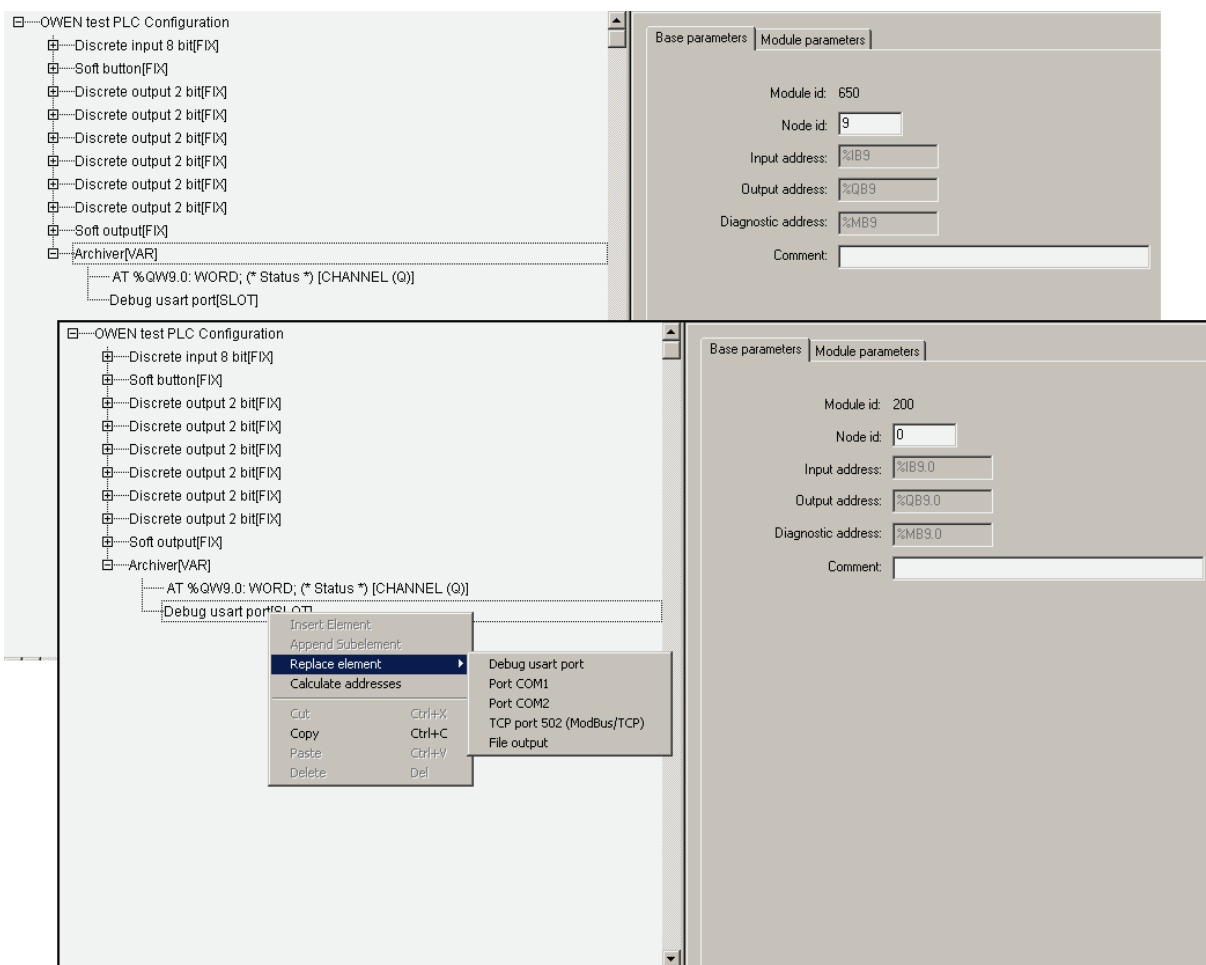 OWEN test PLC Configuration
Discrete input 8 bit[FIX]
Soft button[FIX]
Discrete output 2 bit[FIX]
Discrete output 2 bit[FIX]
Discrete output 2 bit[FIX]
Discrete output 2 bit[FIX]
Discrete output 2 bit[FIX]
Discrete output 2 bit[FIX]
Soft output[FIX]
Archiver[VAR]
AT %QW9.0: WORD; (* Status *) [CHANNEL (Q)]
Debug usart port[SLOT]
Base parameters Module parameters
Module id: 650
Node id: 9
Input address: %IB9
Output address: %QB9
Diagnostic address: %MB9
Comment:
OWEN test PLC Configuration
Discrete input 8 bit[FIX]
Soft button[FIX]
Discrete output 2 bit[FIX]
Discrete output 2 bit[FIX]
Discrete output 2 bit[FIX]
Discrete output 2 bit[FIX]
Discrete output 2 bit[FIX]
Discrete output 2 bit[FIX]
Soft output[FIX]
Archiver[VAR]
AT %QW9.0: WORD; (* Status *) [CHANNEL (Q)]
Debug usart port[SLOT]
Insert Element
Append Subelement
Replace element
Calculate addresses
Cut Ctrl+X
Copy Ctrl+C
Paste Ctrl+V
Delete Del
Debug usart port
Port COM1
Port COM2
TCP port 502 (ModBus/TCP)
File output
Base parameters Module parameters
Module id: 200
Node id: 0
Input address: %IB9.0
Output address: %QB9.0
Diagnostic address: %MB9.0
Comment: